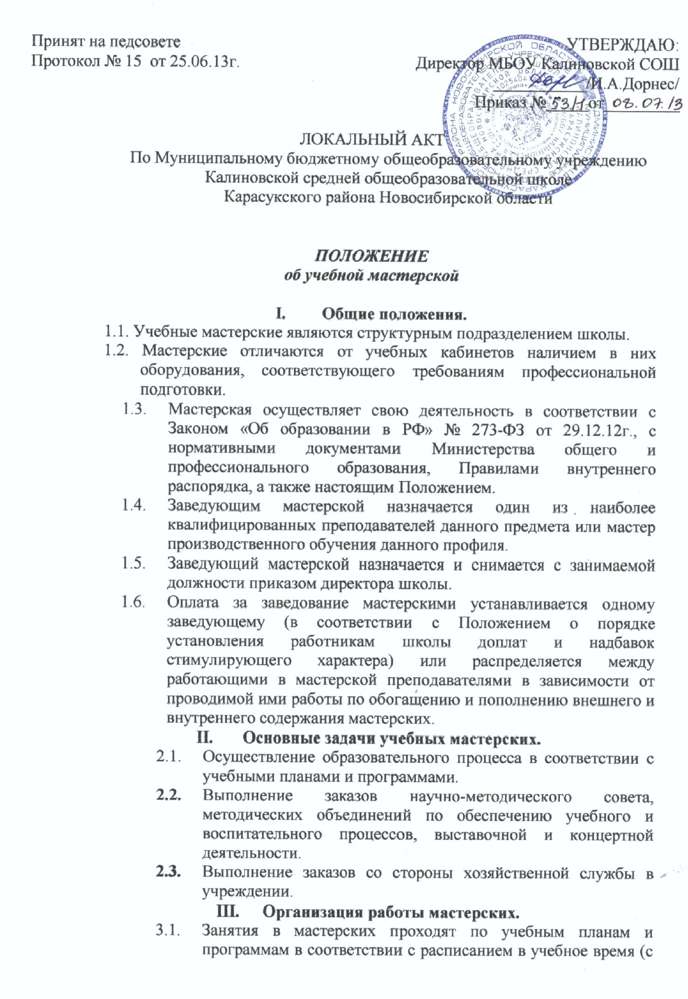 Принят на педсовете
Протокол № 15 от 25.06.13г.
УТВЕРЖДАЮ:
Директор МБОУ Калиновской СОШ
/И.А.Дорнес/
Приказ № 53/1 от 08.07.13
ЛОКАЛЬНЫЙ АКТ
По Муниципальному бюджетному общеобразовательному учреждению
Калиновской средней общеобразовательной школе
Карасукского района Новосибирской области
ПОЛОЖЕНИЕ
об учебной мастерской
I. Общие положения.
1.1. Учебные мастерские являются структурным подразделением школы.
1.2. Мастерские отличаются от учебных кабинетов наличием в них
оборудования, соответствующего требованиям профессиональной
подготовки.
1.3. Мастерская осуществляет свою деятельность в соответствии с
Законом «Об образовании в РФ» № 273-ФЗ от 29.12.12г., с
нормативными документами Министерства общего и
профессионального образования, Правилами внутреннего
распорядка, а также настоящим Положением.
1.4. Заведующим мастерской назначается один из наиболее
квалифицированных преподавателей данного предмета или мастер
производственного обучения данного профиля.
1.5. Заведующий мастерской назначается и снимается с занимаемой
должности приказом директора школы.
1.6. Оплата за заведование мастерскими устанавливается одному
заведующему (в соответствии с Положением о порядке
установления работникам школы доплат и надбавок
стимулирующего характера) или распределяется между
работающими в мастерской преподавателями в зависимости от
проводимой ими работы по обогащению и пополнению внешнего и
внутреннего содержания мастерских.
II. Основные задачи учебных мастерских.
2.1. Осуществление образовательного процесса в соответствии с
учебными планами и программами.
2.2. Выполнение заказов научно-методического совета,
методических объединений по обеспечению учебного и
воспитательного процессов, выставочной и концертной
деятельности.
2.3. Выполнение заказов со стороны хозяйственной службы в
учреждении.
III. Организация работы мастерских.
3.1. Занятия в мастерских проходят по учебным планам и
программам в соответствии с расписанием в учебное время (с